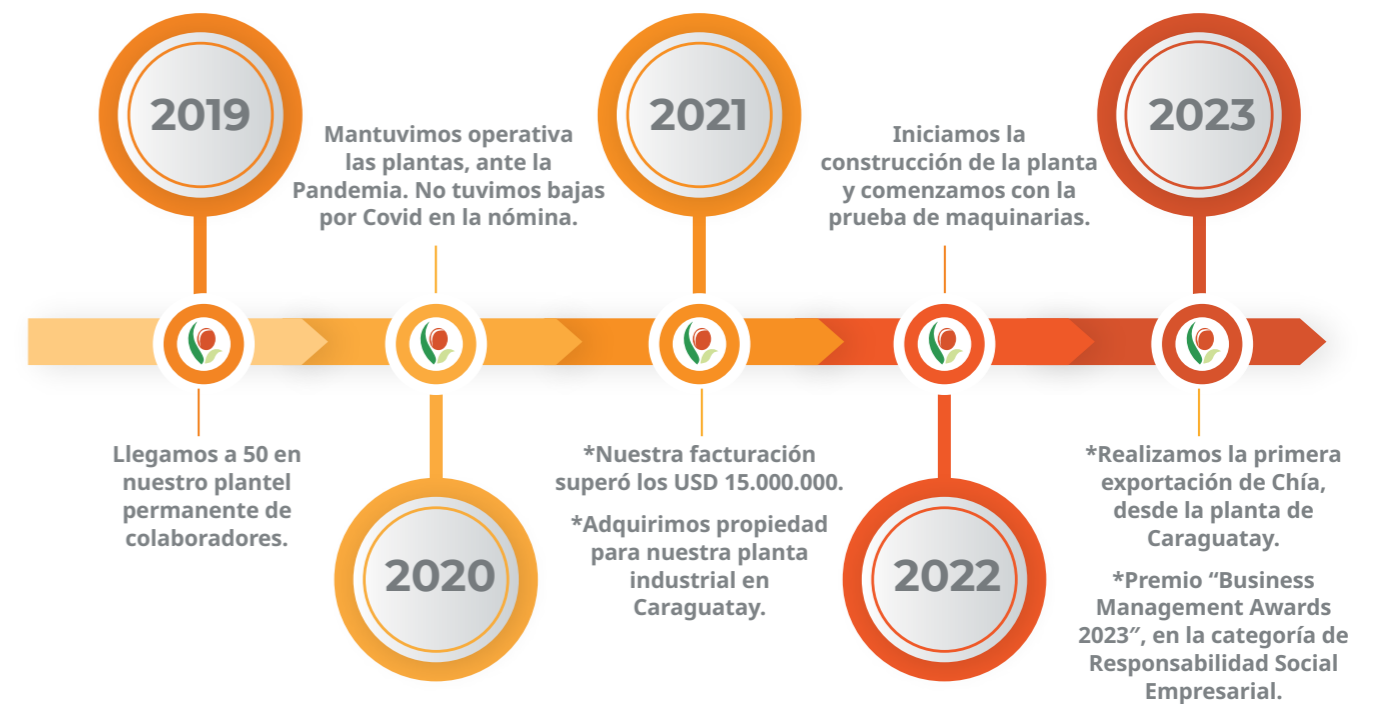 2019
Llegamos a 50 en
nuestro plantel
permanente de
colaboradores.
Mantuvimos operativa
las plantas, ante la
Pandemia. No tuvimos bajas
por Covid en la nómina.
2020
2021
*Nuestra facturación
superó los USD 15.000.000.
*Adquirimos propiedad
para nuestra planta
industrial en
Caraguatay.
Iniciamos la
construcción de la planta
y comenzamos con la
prueba de maquinarias.
2022
2023
*Realizamos la primera
exportación de Chía,
desde la planta de
Caraguatay.
*Premio “Business
Management Awards
2023″, en la categoría de
Responsabilidad Social
Empresarial.